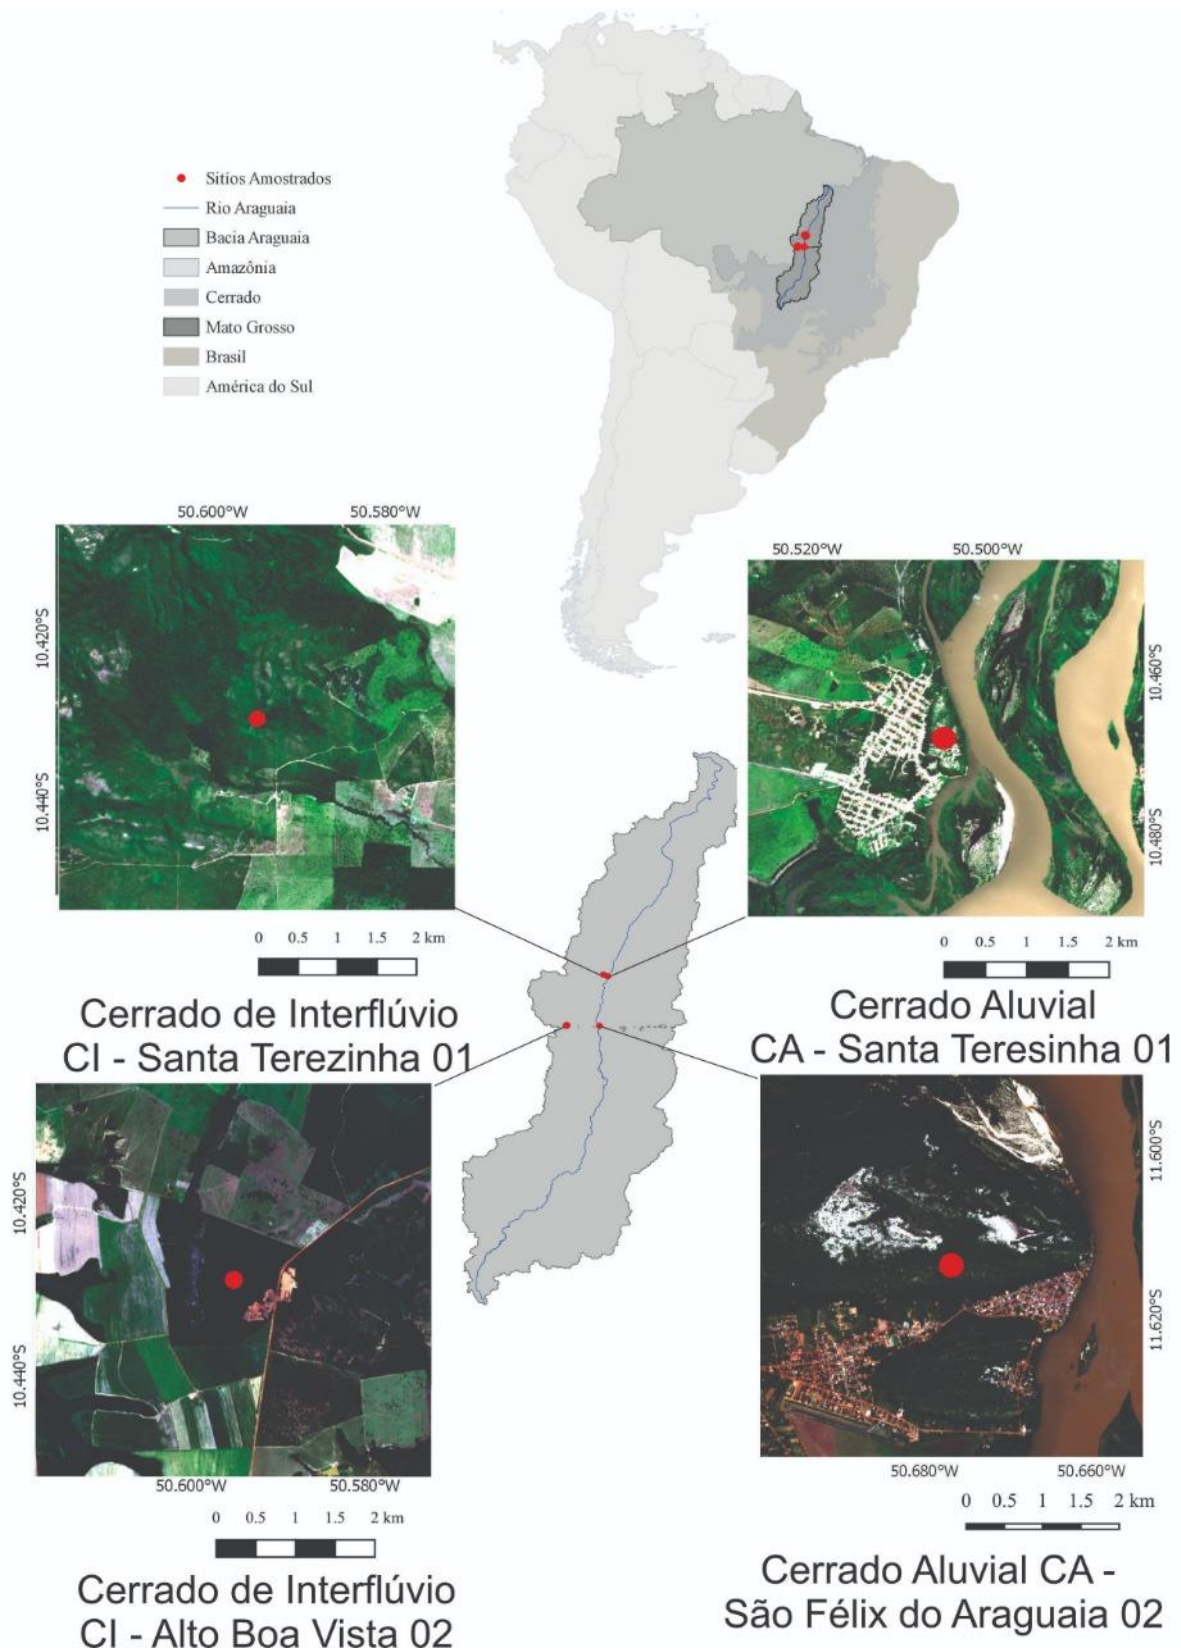 Sitíos Amostrados
Rio Araguaia
Bacia Araguaia
Amazônia
Cerrado
Mato Grosso
Brasil
América do Sul
50.600°W 50.580°W
10.420°S
10.440°S
0 0.5 1 1.5 2 km
Cerrado de Interflúvio
CI - Santa Terezinha 01
50.520°W 50.500°W
10.460°S
10.480°S
0 0.5 1 1.5 2 km
Cerrado Aluvial
CA - Santa Teresinha 01
10.420°S
10.440°S
50.600°W 50.580°W
0 0.5 1 1.5 2 km
Cerrado de Interflúvio
CI - Alto Boa Vista 02
11.600°S
11.620°S
50.680°W 50.660°W
0 0.5 1 1.5 2 km
Cerrado Aluvial CA -
São Félix do Araguaia 02